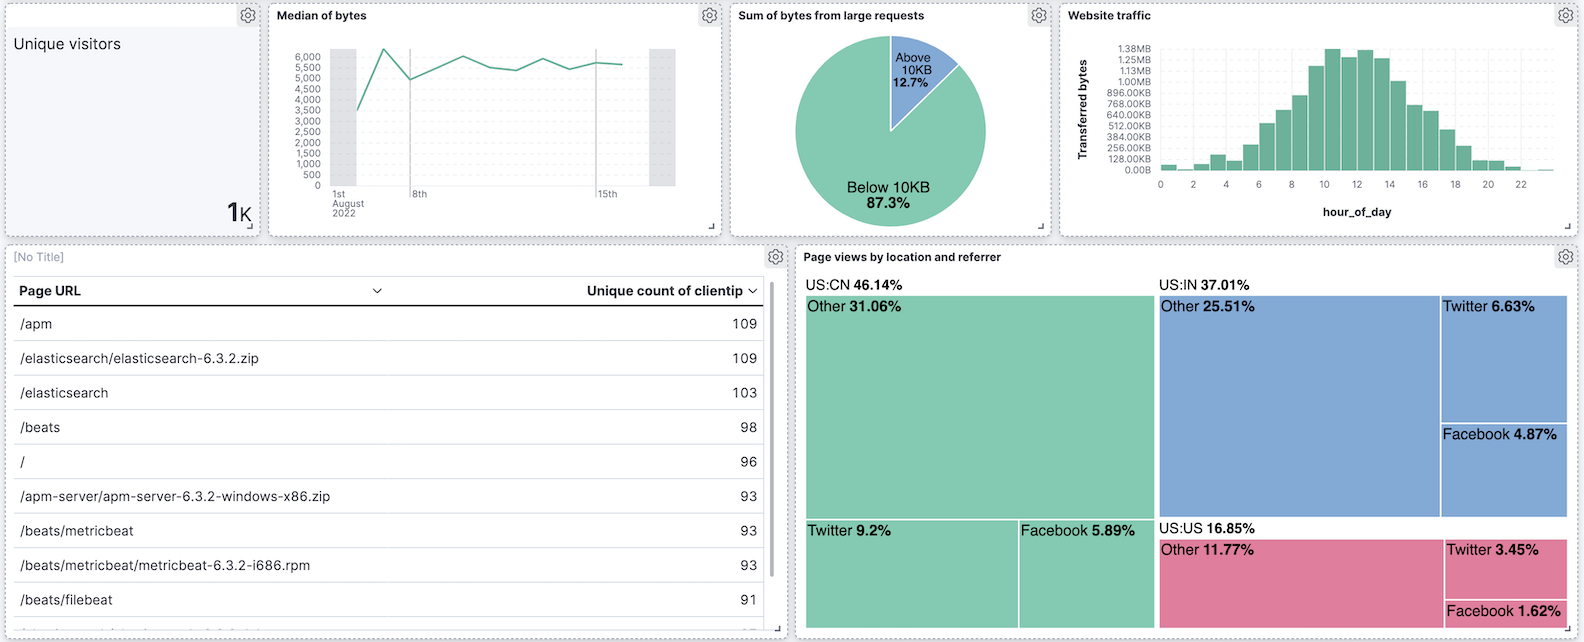 Unique visitors
1K
Median of bytes
6,000
5,500
5,000
4,500
4,000
3,500
3,000
2,500
2,000
1,500
1,000
500
0
1st
August
2022
8th
15th
Sum of bytes from large requests
Above
10KB
12.7%
Below 10KB
87.3%
Website traffic
Transferred bytes
1.38MB
1.25MB
1.13MB
1.00MB
896.00KB
768.00KB
640.00KB
512.00KB
384.00KB
256.00KB
128.00KB
0.00B
0 2 4 6 8 10 12 14 16 18 20 22
hour_of_day
[No Title]
Page URL Unique count of clientip
/apm 109
/elasticsearch/elasticsearch-6.3.2.zip 109
/elasticsearch 103
/beats 98
/ 96
/apm-server/apm-server-6.3.2-windows-x86.zip 93
/beats/metricbeat 93
/beats/metricbeat/metricbeat-6.3.2-i686.rpm 93
/beats/filebeat 91
Page views by location and referrer
US:CN 46.14%
Other 31.06%
Twitter 9.2%
Facebook 5.89%
US:IN 37.01%
Other 25.51%
Twitter 6.63%
Facebook 4.87%
US:US 16.85%
Other 11.77%
Twitter 3.45%
Facebook 1.62%